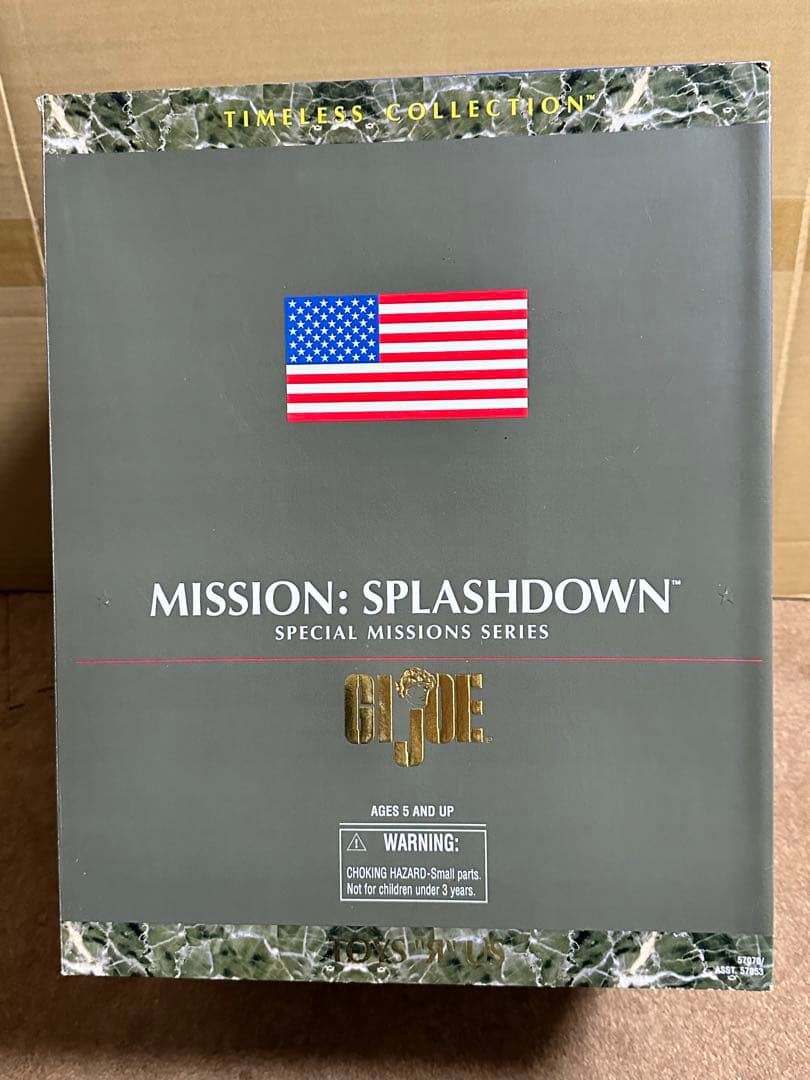 TIMELESS COLLECTION™
MISSION: SPLASHDOWN™
SPECIAL MISSIONS SERIES
GI JOE
AGES 5 AND UP
⚠ WARNING:
CHOKING HAZARD-Small parts.
Not for children under 3 years.
TOYS "Я" US
57070/
ASST. 57053